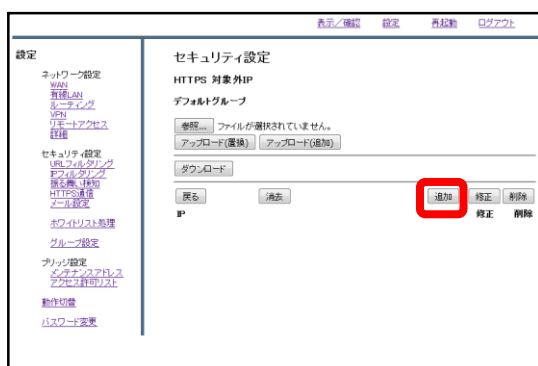 表示／確認 設定 再起動 ログアウト
設定
ネットワーク設定
WAN
有線LAN
ルーティング
VPN
リモートアクセス
詳細
セキュリティ設定
URLフィルタリング
IPフィルタリング
振る舞い検知
HTTPS通信
メール設定
ホワイトリスト処理
グループ設定
ブリッジ設定
メンテナンスアドレス
アクセス許可リスト
動作切替
パスワード変更
セキュリティ設定
HTTPS 対象外IP
デフォルトグループ
参照... ファイルが選択されていません。
アップロード(置換) アップロード(追加)
ダウンロード
戻る 消去 追加 修正 削除
IP 修正 削除